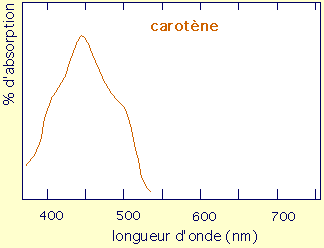 carotène
% d'absorption
400 500 600 700
longueur d'onde (nm)